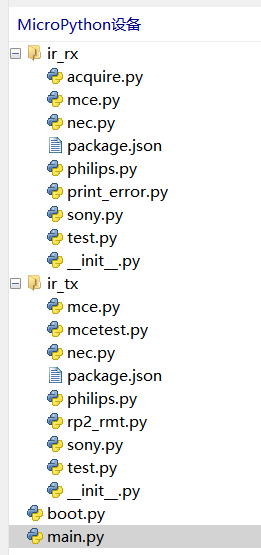 MicroPython设备
ir_rx
acquire.py
mce.py
nec.py
package.json
philips.py
print_error.py
sony.py
test.py
__init__.py
ir_tx
mce.py
mcetest.py
nec.py
package.json
philips.py
rp2_rmt.py
sony.py
test.py
__init__.py
boot.py
main.py